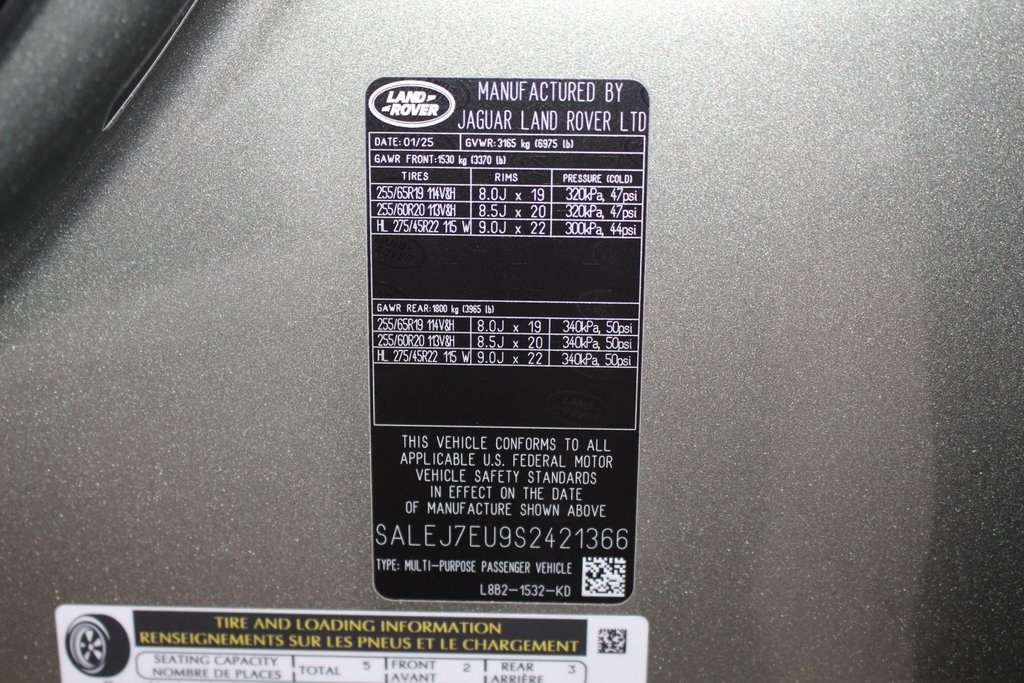 LAND ROVER
MANUFACTURED BY
JAGUAR LAND ROVER LTD
DATE: 01/25 GVWR: 3165 kg (6975 lb)
GAWR FRONT: 1530 kg (3370 lb)
TIRES RIMS PRESSURE (COLD)
255/65R19 114V&H 8.0J x 19 320kPa, 47psi
255/60R20 113V&H 8.5J x 20 320kPa, 47psi
HL 275/45R22 115 W 9.0J x 22 300kPa, 44psi
GAWR REAR: 1800 kg (3965 lb)
255/65R19 114V&H 8.0J x 19 340kPa, 50psi
255/60R20 113V&H 8.5J x 20 340kPa, 50psi
HL 275/45R22 115 W 9.0J x 22 340kPa, 50psi
THIS VEHICLE CONFORMS TO ALL
APPLICABLE U.S. FEDERAL MOTOR
VEHICLE SAFETY STANDARDS
IN EFFECT ON THE DATE
OF MANUFACTURE SHOWN ABOVE
SALEJ7EU9S2421366
TYPE: MULTI-PURPOSE PASSENGER VEHICLE
L8B2-1532-KD
TIRE AND LOADING INFORMATION
RENSEIGNEMENTS SUR LES PNEUS ET LE CHARGEMENT
SEATING CAPACITY TOTAL 5 FRONT 2 REAR 3
NOMBRE DE PLACES AVANT ARRIÈRE